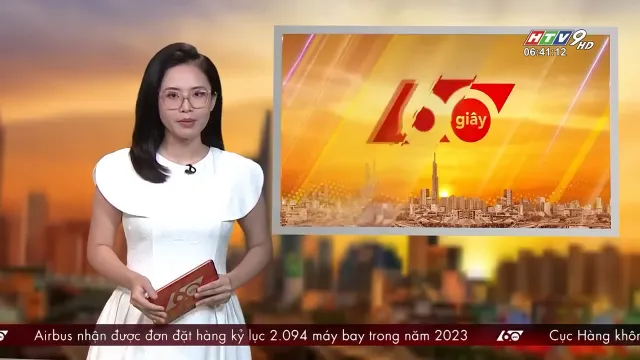 HTV9 HD
06:41:12
60 giây
60
Airbus nhận được đơn đặt hàng kỷ lục 2.094 máy bay trong năm 2023
60
Cục Hàng khôn